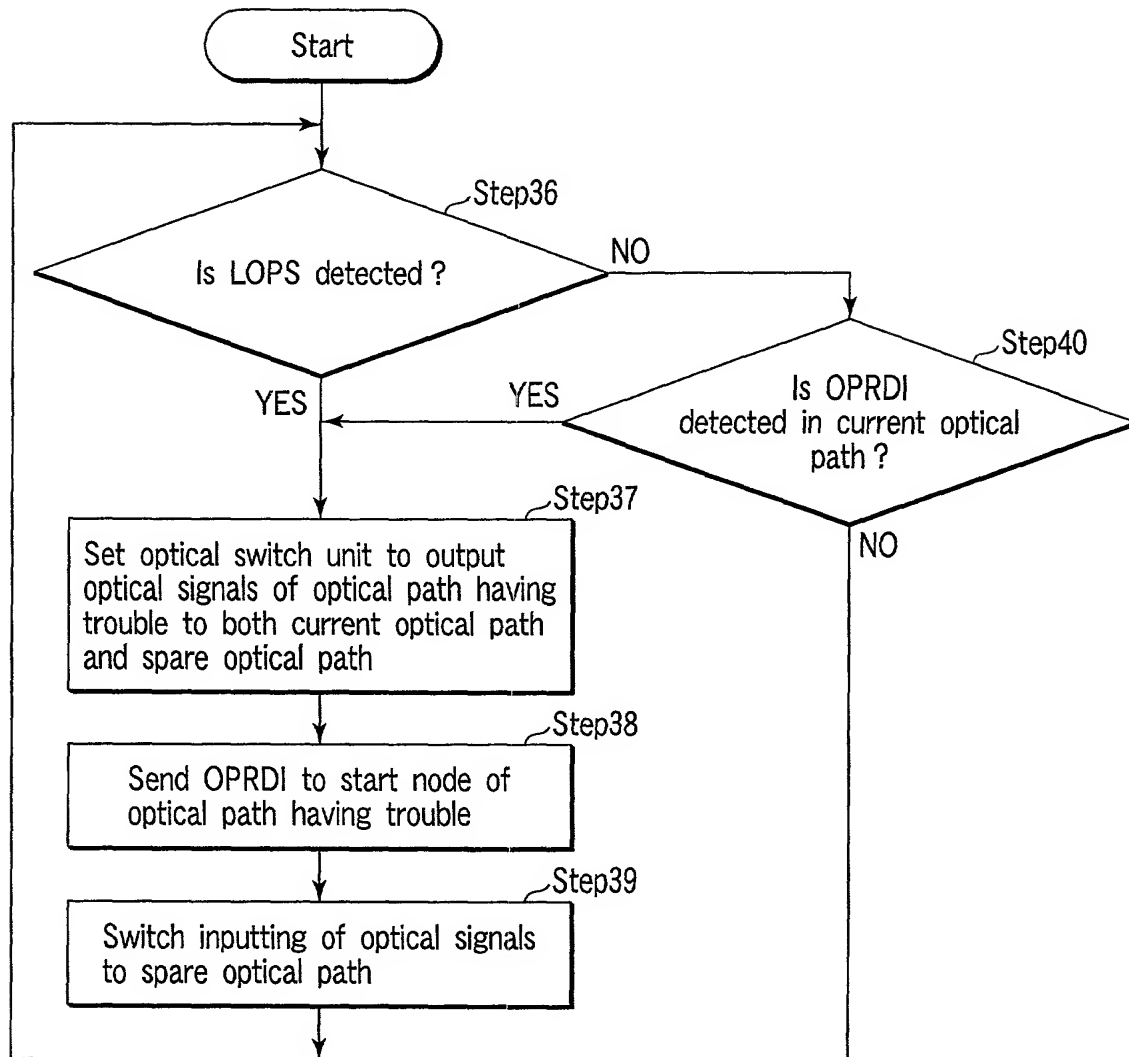 Start
Step36
Is LOPS detected?
NO
YES
Step40
Is OPRDI
detected in current optical
path?
YES
NO
Step37
Set optical switch unit to output
optical signals of optical path having
trouble to both current optical path
and spare optical path
Step38
Send OPRDI to start node of
optical path having trouble
Step39
Switch inputting of optical signals
to spare optical path